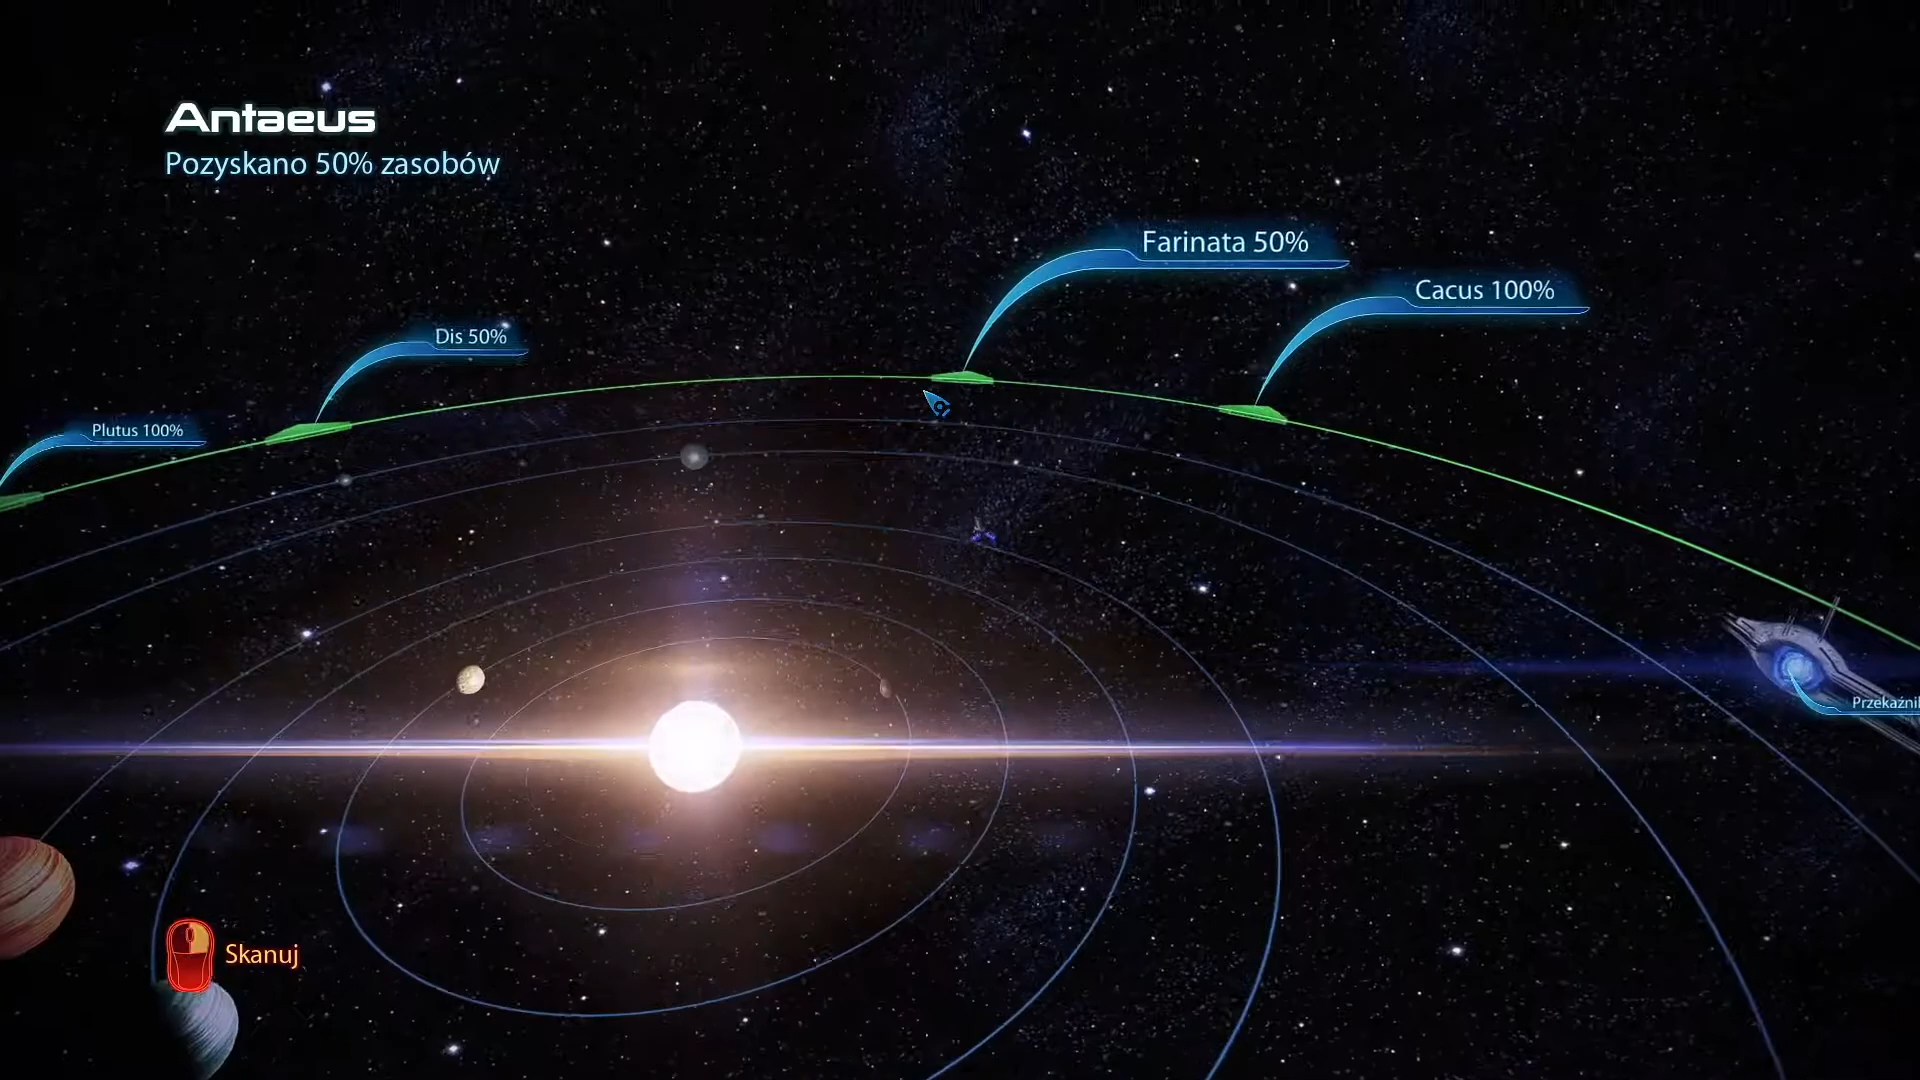 Antaeus
Pozyskano 50% zasobów
Farinata 50%
Cacus 100%
Dis 50%
Plutus 100%
Skanuj